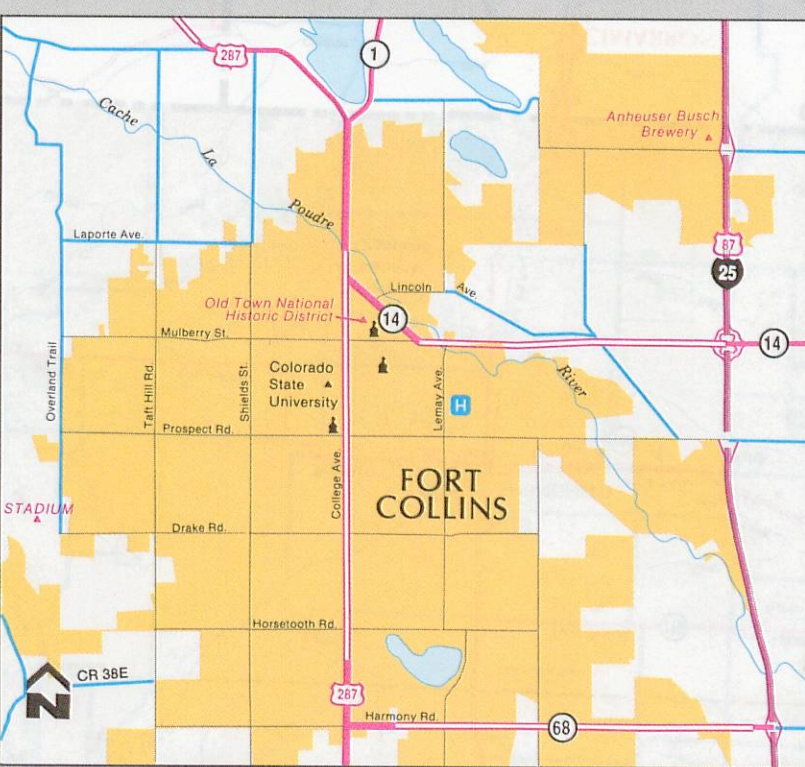 287
1
Cache
La
Poudre
Anheuser Busch
Brewery
Laporte Ave.
87
25
Lincoln Ave.
Old Town National
Historic District
14
Mulberry St.
14
Colorado
State
University
River
Overland Trail
Taft Hill Rd.
Shields St.
Lemay Ave.
H
Prospect Rd.
College Ave.
FORT
COLLINS
STADIUM
Drake Rd.
Horsetooth Rd.
N
CR 38E
287
Harmony Rd.
68